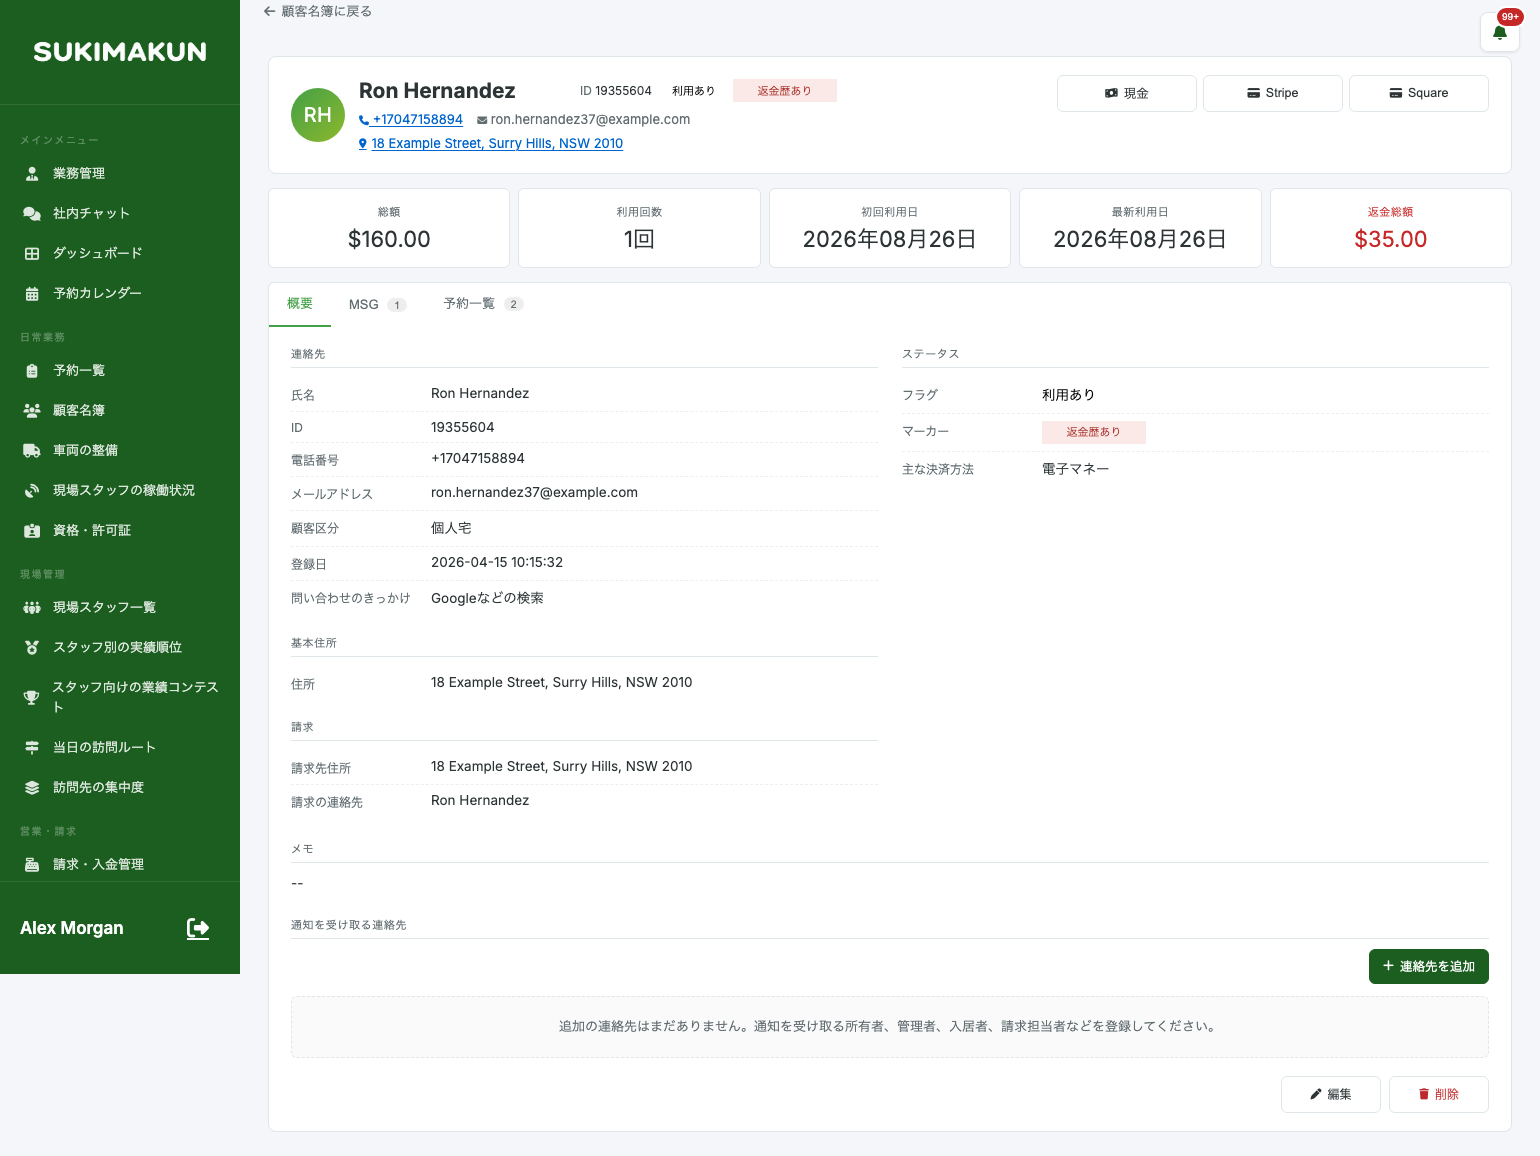 SUKIMAKUN
メインメニュー
業務管理
社内チャット
ダッシュボード
予約カレンダー
日常業務
予約一覧
顧客名簿
車両の整備
現場スタッフの稼働状況
資格・許可証
現場管理
現場スタッフ一覧
スタッフ別の実績順位
スタッフ向けの業績コンテス
ト
当日の訪問ルート
訪問先の集中度
営業・請求
請求・入金管理
Alex Morgan
顧客名簿に戻る
99+
RH
Ron Hernandez ID 19355604 利用あり 返金歴あり
+17047158894 ron.hernandez37@example.com
18 Example Street, Surry Hills, NSW 2010
現金 Stripe Square
総額
$160.00
利用回数
1回
初回利用日
2026年08月26日
最新利用日
2026年08月26日
返金総額
$35.00
概要 MSG 1 予約一覧 2
連絡先
氏名 Ron Hernandez
ID 19355604
電話番号 +17047158894
メールアドレス ron.hernandez37@example.com
顧客区分 個人宅
登録日 2026-04-15 10:15:32
問い合わせのきっかけ Googleなどの検索
ステータス
フラグ 利用あり
マーカー 返金歴あり
主な決済方法 電子マネー
基本住所
住所 18 Example Street, Surry Hills, NSW 2010
請求
請求先住所 18 Example Street, Surry Hills, NSW 2010
請求の連絡先 Ron Hernandez
メモ
--
通知を受け取る連絡先
+ 連絡先を追加
追加の連絡先はまだありません。通知を受け取る所有者、管理者、入居者、請求担当者などを登録してください。
編集 削除